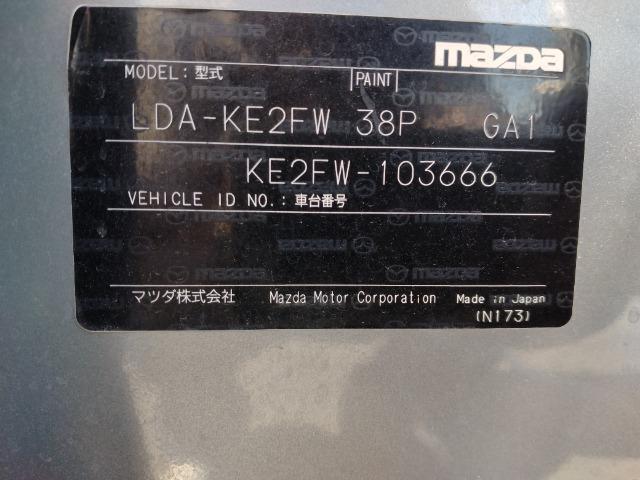 mazda
MODEL: 型式 PAINT
LDA-KE2FW 38P GA1
KE2FW-103666
VEHICLE ID NO.: 車台番号
マツダ株式会社 Mazda Motor Corporation Made in Japan
(N173)